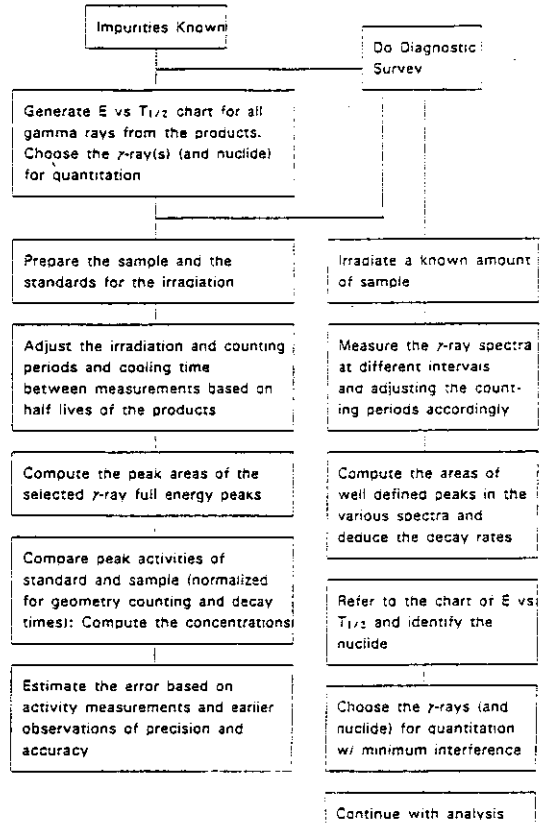 Impurities Known
Do Diagnostic
Survey
Generate E vs T1/2 chart for all
gamma rays from the products.
Choose the γ-ray(s) (and nuclide)
for quantitation
Prepare the sample and the
standards for the irradiation
Adjust the irradiation and counting
periods and cooling time
between measurements based on
half lives of the products
Compute the peak areas of the
selected γ-ray full energy peaks
Compare peak activities of
standard and sample (normalized
for geometry counting and decay
times): Compute the concentrations
Estimate the error based on
activity measurements and earlier
observations of precision and
accuracy
Irradiate a known amount
of sample
Measure the γ-ray spectra
at different intervals
and adjusting the count-
ing periods accordingly
Compute the areas of
well defined peaks in the
various spectra and
deduce the decay rates
Refer to the chart of E vs
T1/2 and identify the
nuclide
Choose the γ-rays (and
nuclide) for quantitation
w/ minimum interference
Continue with analysis